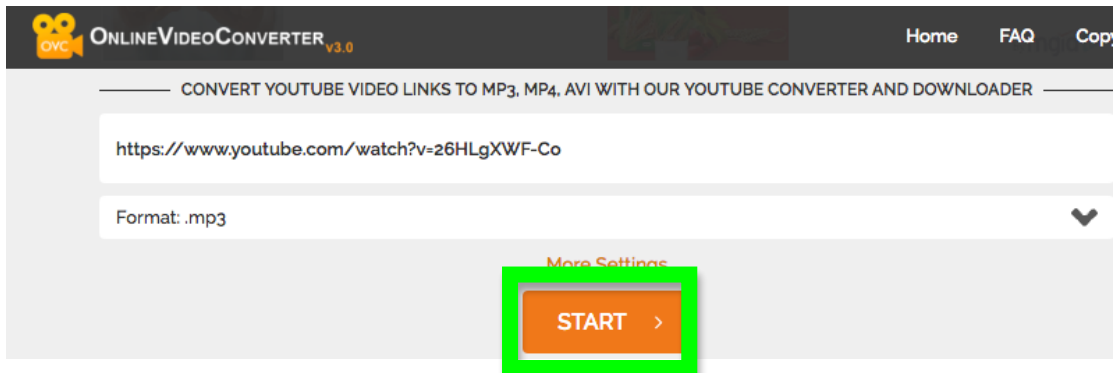 OVC ONLINEVIDEOCONVERTER v3.0 Home FAQ Copy
CONVERT YOUTUBE VIDEO LINKS TO MP3, MP4, AVI WITH OUR YOUTUBE CONVERTER AND DOWNLOADER
https://www.youtube.com/watch?v=26HLgXWF-Co
Format: .mp3
More Settings
START >